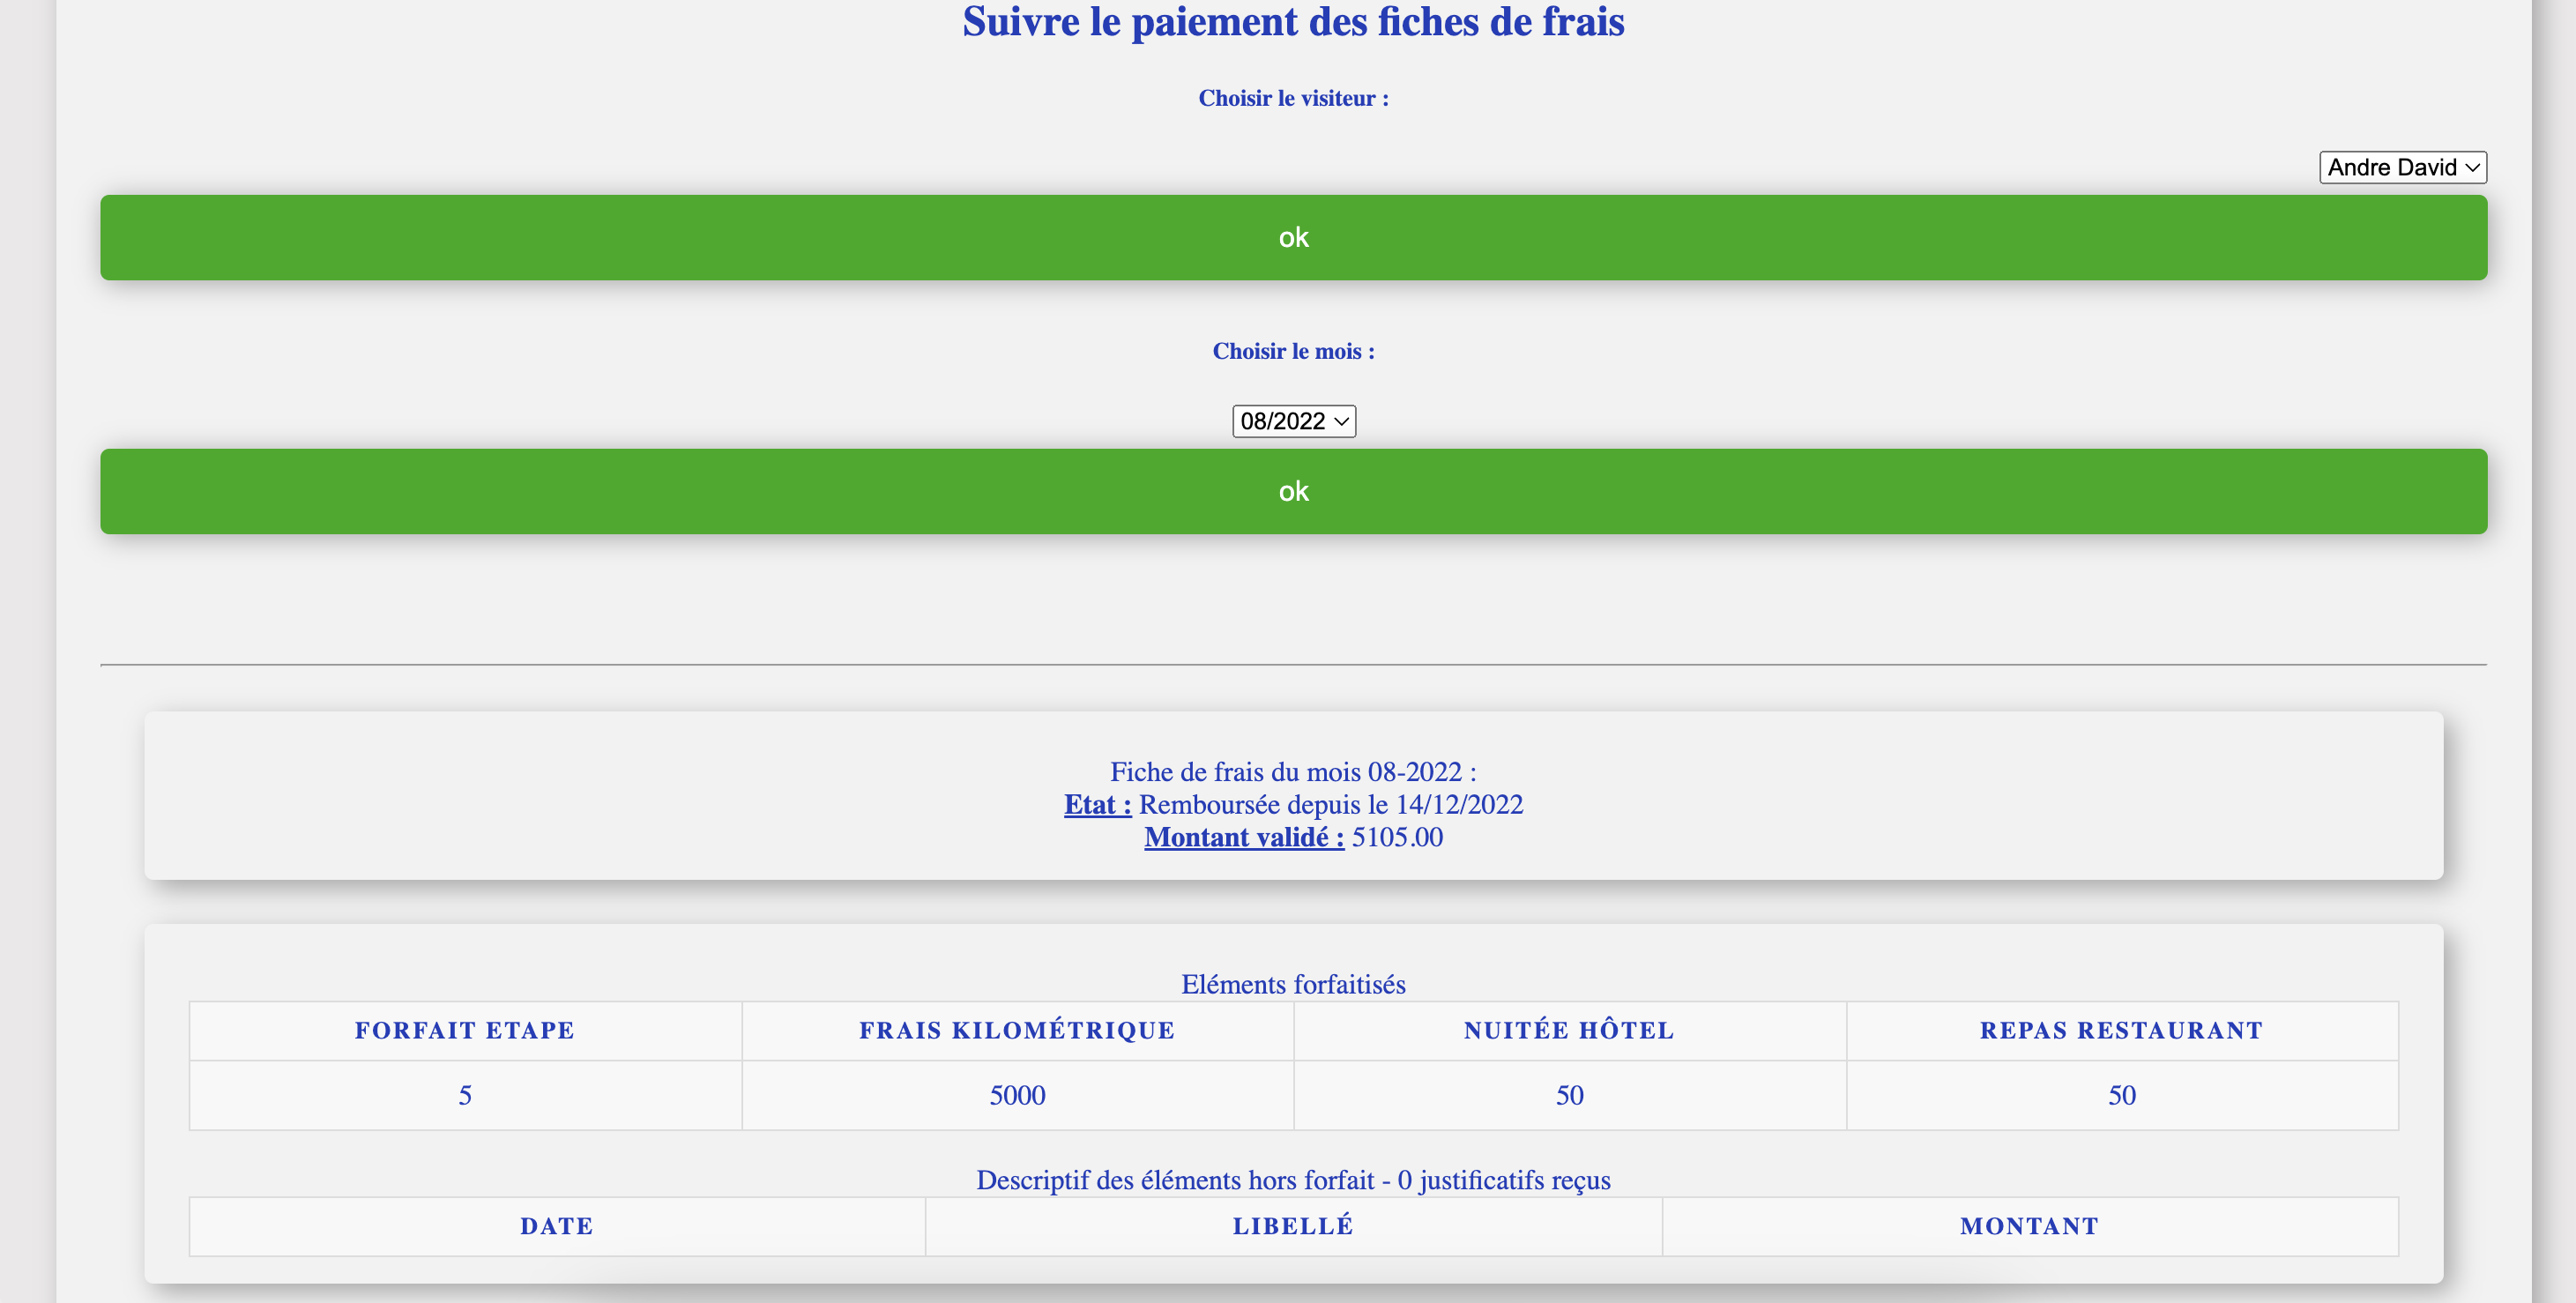 Suivre le paiement des fiches de frais
Choisir le visiteur :
Andre David
ok
Choisir le mois :
08/2022
ok
Fiche de frais du mois 08-2022 :
Etat : Remboursée depuis le 14/12/2022
Montant validé : 5105.00
Eléments forfaitisés
FORFAIT ETAPE FRAIS KILOMÉTRIQUE NUITÉE HÔTEL REPAS RESTAURANT
5 5000 50 50
Descriptif des éléments hors forfait - 0 justificatifs reçus
DATE LIBELLÉ MONTANT